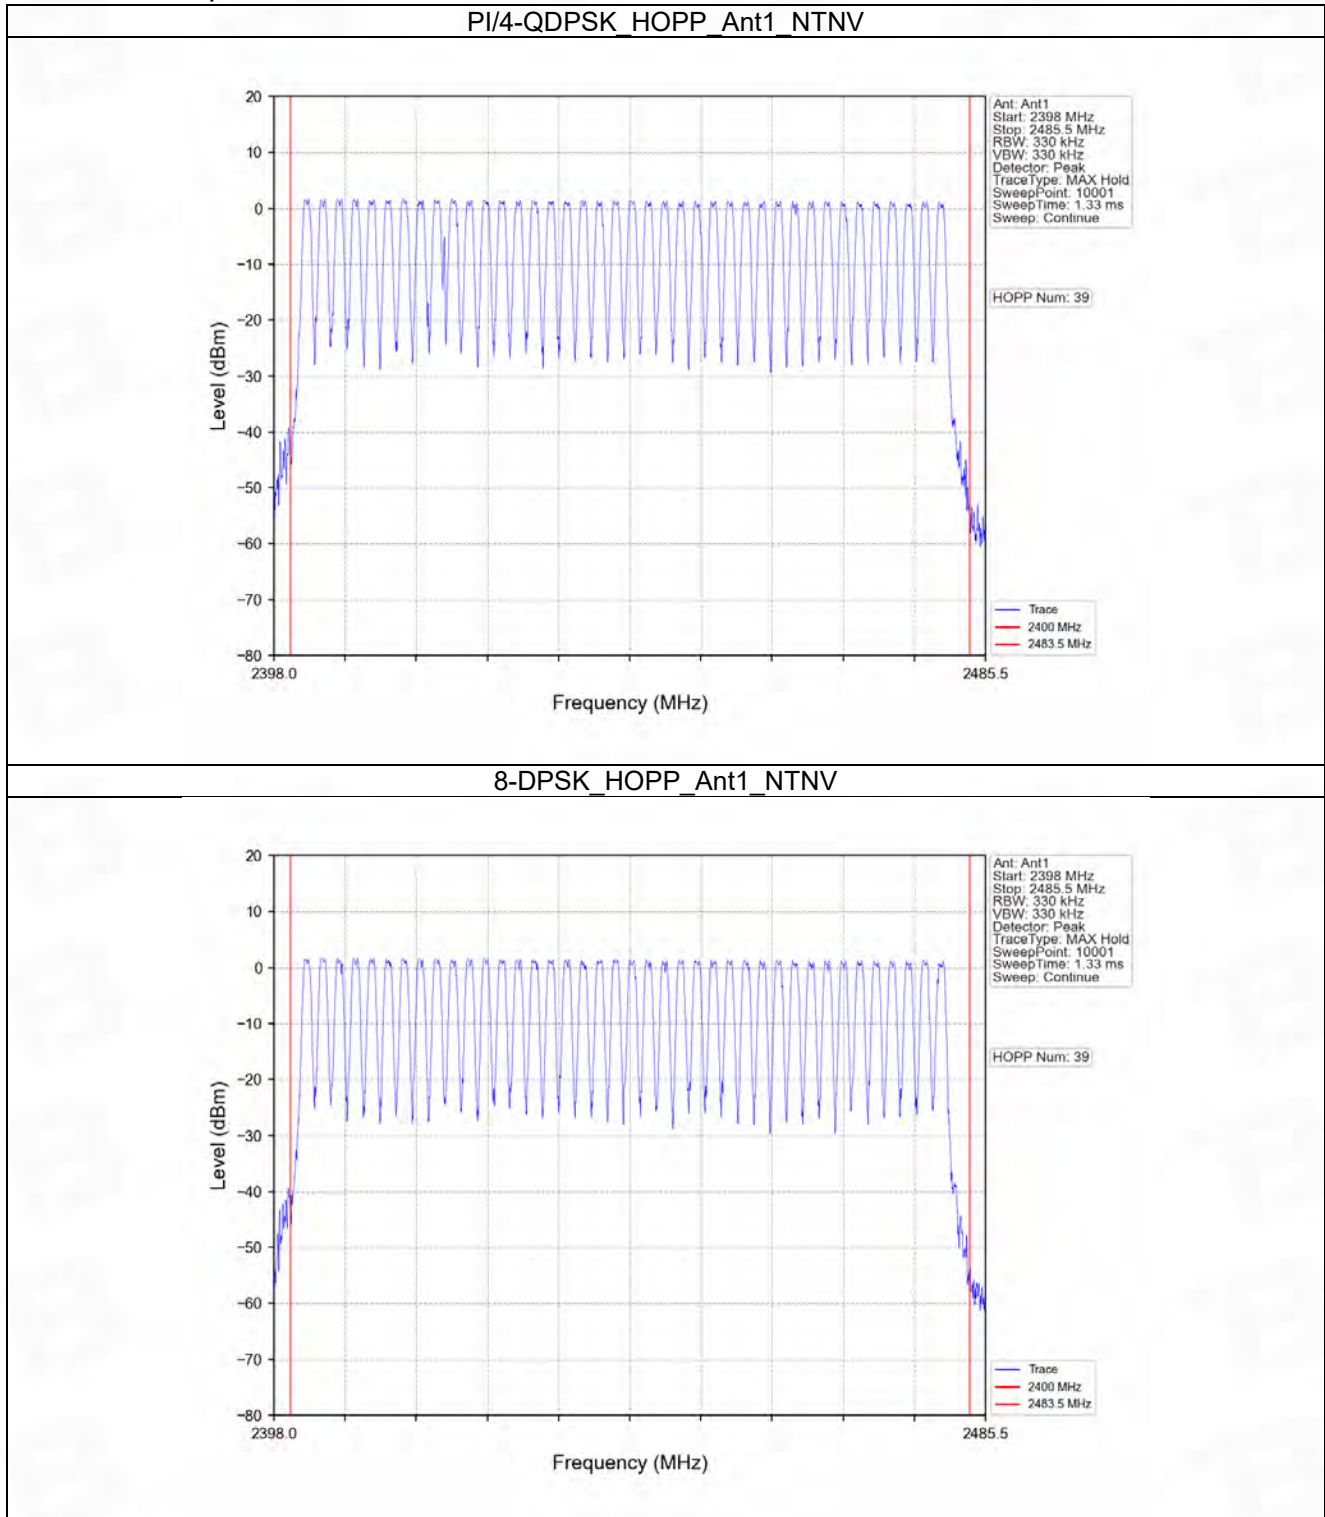 PI/4-QDPSK_HOPP_Ant1_NTNV
20
10
0
−10
−20
−30
−40
−50
−60
−70
−80
Level (dBm)
2398.0
2485.5
Frequency (MHz)
Ant: Ant1
Start: 2398 MHz
Stop: 2485.5 MHz
RBW: 330 kHz
VBW: 330 kHz
Detector: Peak
TraceType: MAX Hold
SweepPoint: 10001
SweepTime: 1.33 ms
Sweep: Continue
HOPP Num: 39
Trace
2400 MHz
2483.5 MHz
8-DPSK_HOPP_Ant1_NTNV
20
10
0
−10
−20
−30
−40
−50
−60
−70
−80
Level (dBm)
2398.0
2485.5
Frequency (MHz)
Ant: Ant1
Start: 2398 MHz
Stop: 2485.5 MHz
RBW: 330 kHz
VBW: 330 kHz
Detector: Peak
TraceType: MAX Hold
SweepPoint: 10001
SweepTime: 1.33 ms
Sweep: Continue
HOPP Num: 39
Trace
2400 MHz
2483.5 MHz